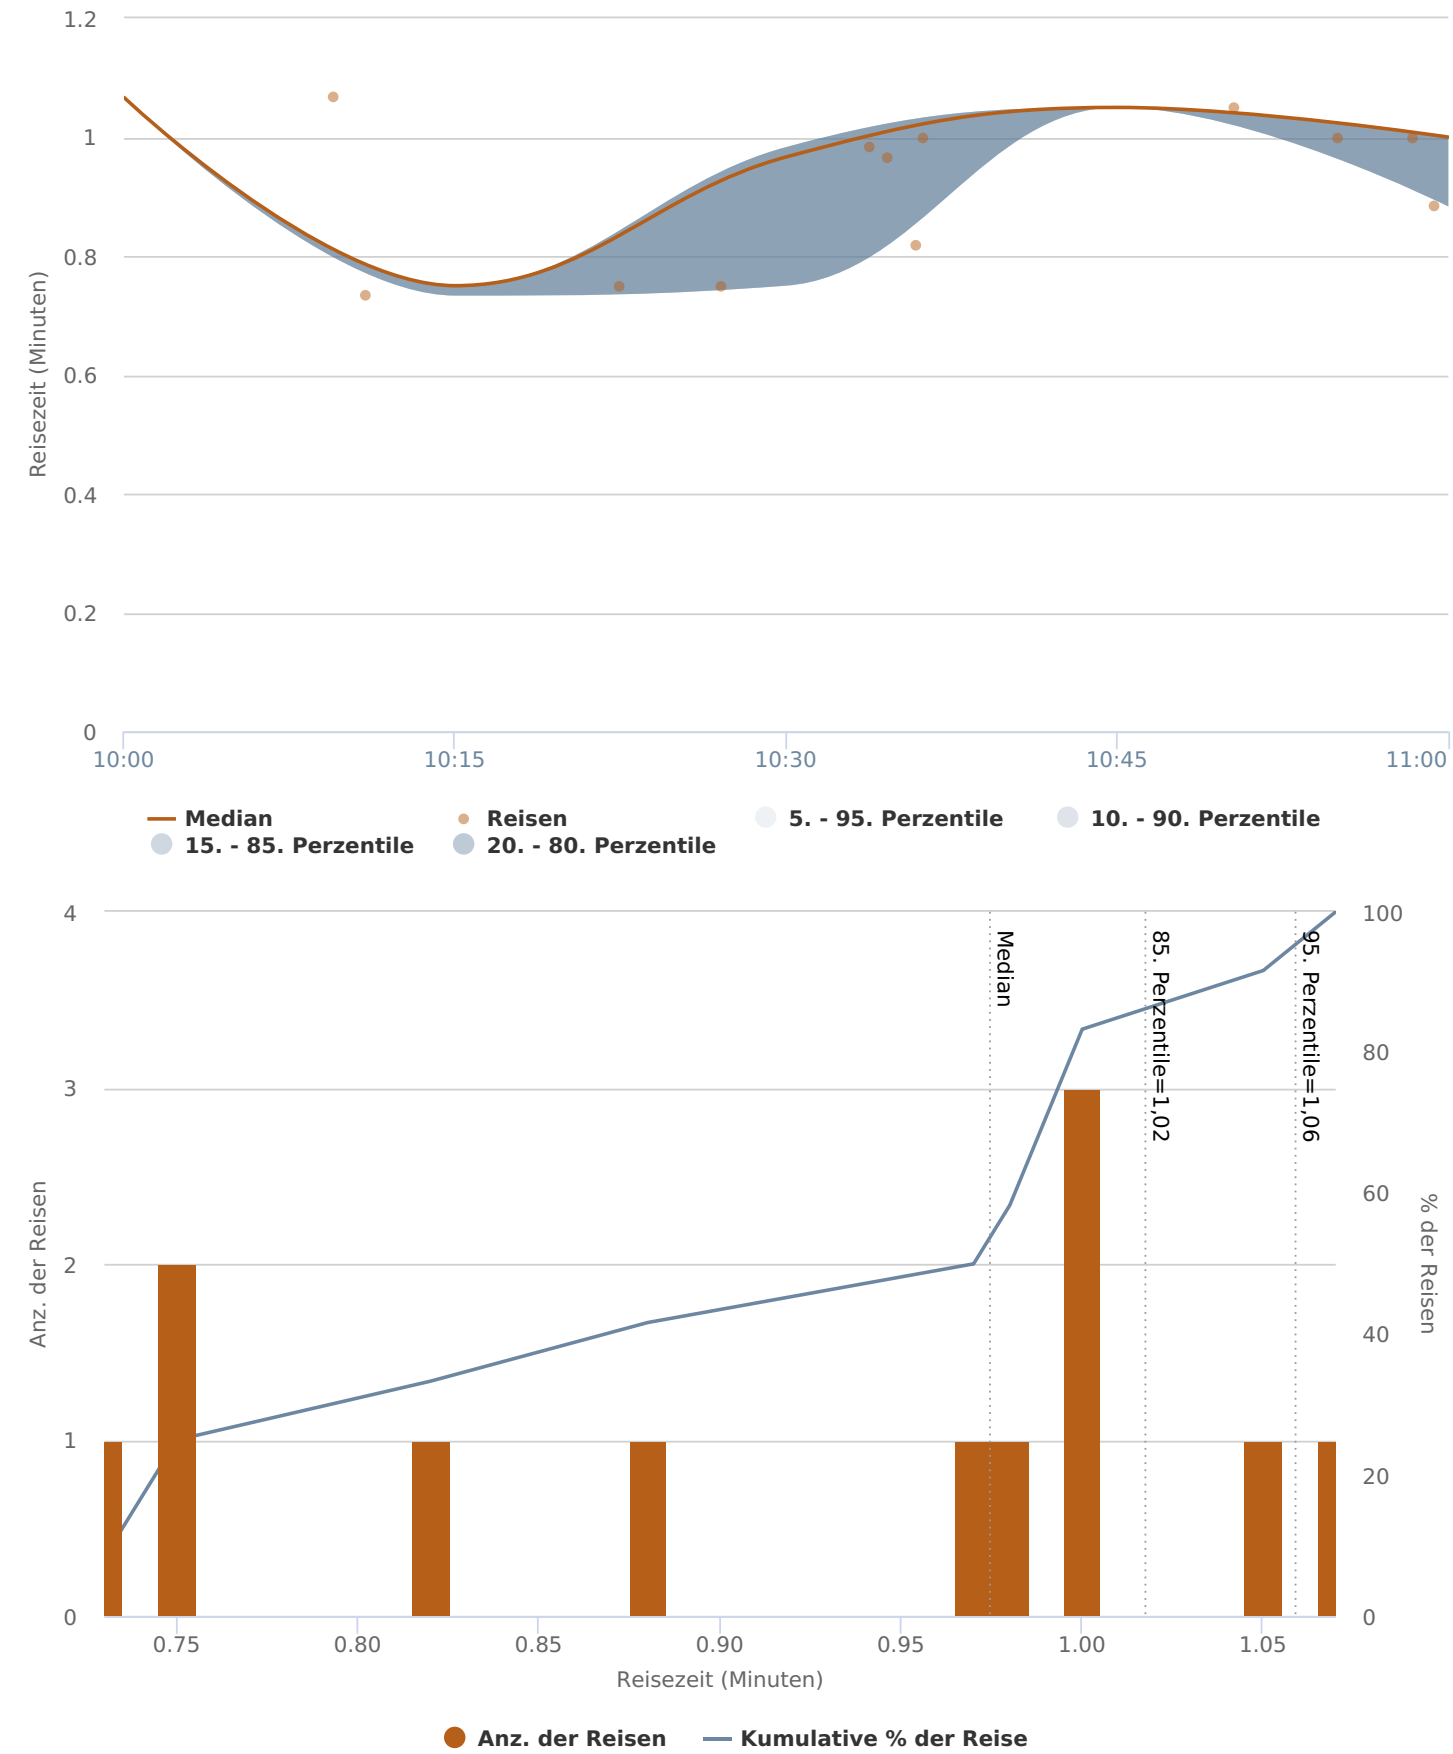 1.2
1
0.8
0.6
0.4
0.2
0
Reisezeit (Minuten)
10:00 10:15 10:30 10:45 11:00
Median Reisen 5. - 95. Perzentile 10. - 90. Perzentile
15. - 85. Perzentile 20. - 80. Perzentile
4
3
2
1
0
Anz. der Reisen
Median
85. Perzentile=1,02
95. Perzentile=1,06
100
80
60
40
20
0
% der Reisen
0.75 0.80 0.85 0.90 0.95 1.00 1.05
Reisezeit (Minuten)
Anz. der Reisen Kumulative % der Reise